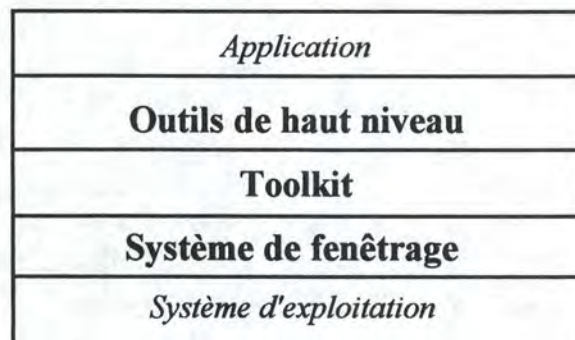 Application
Outils de haut niveau
Toolkit
Système de fenêtrage
Système d'exploitation